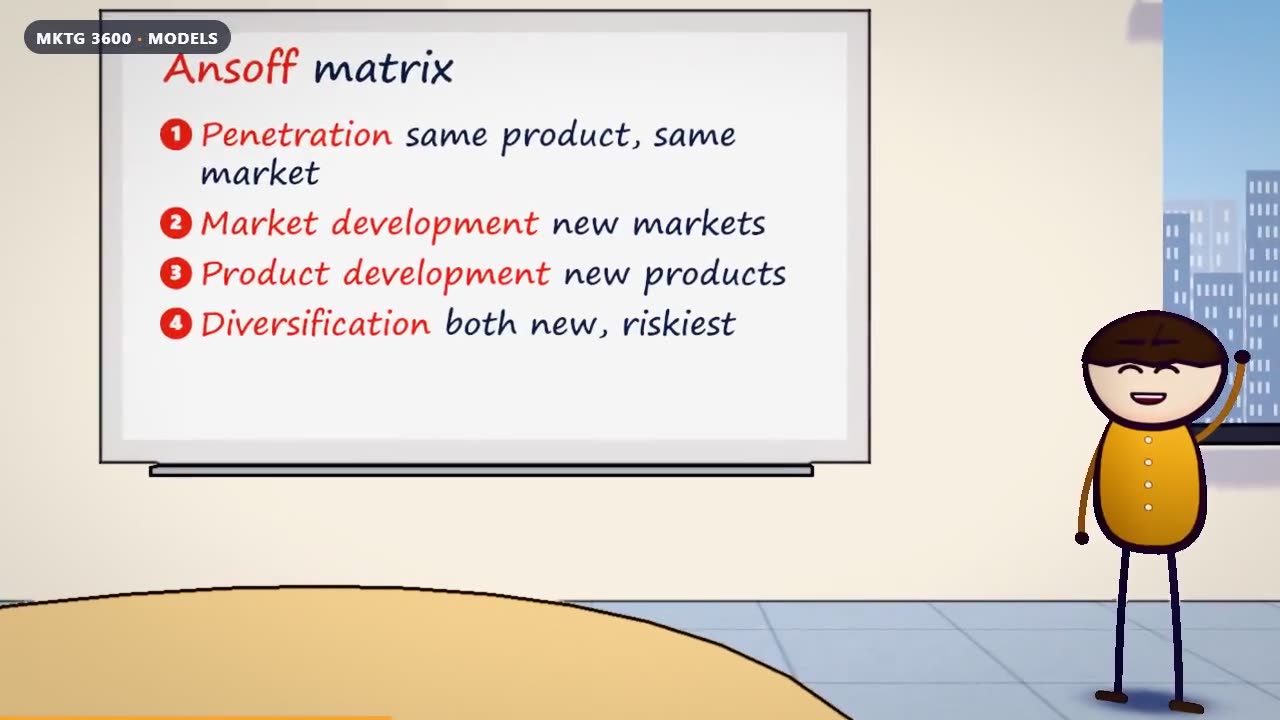 MKTG 3600 · MODELS
Ansoff matrix
1 Penetration same product, same
market
2 Market development new markets
3 Product development new products
4 Diversification both new, riskiest